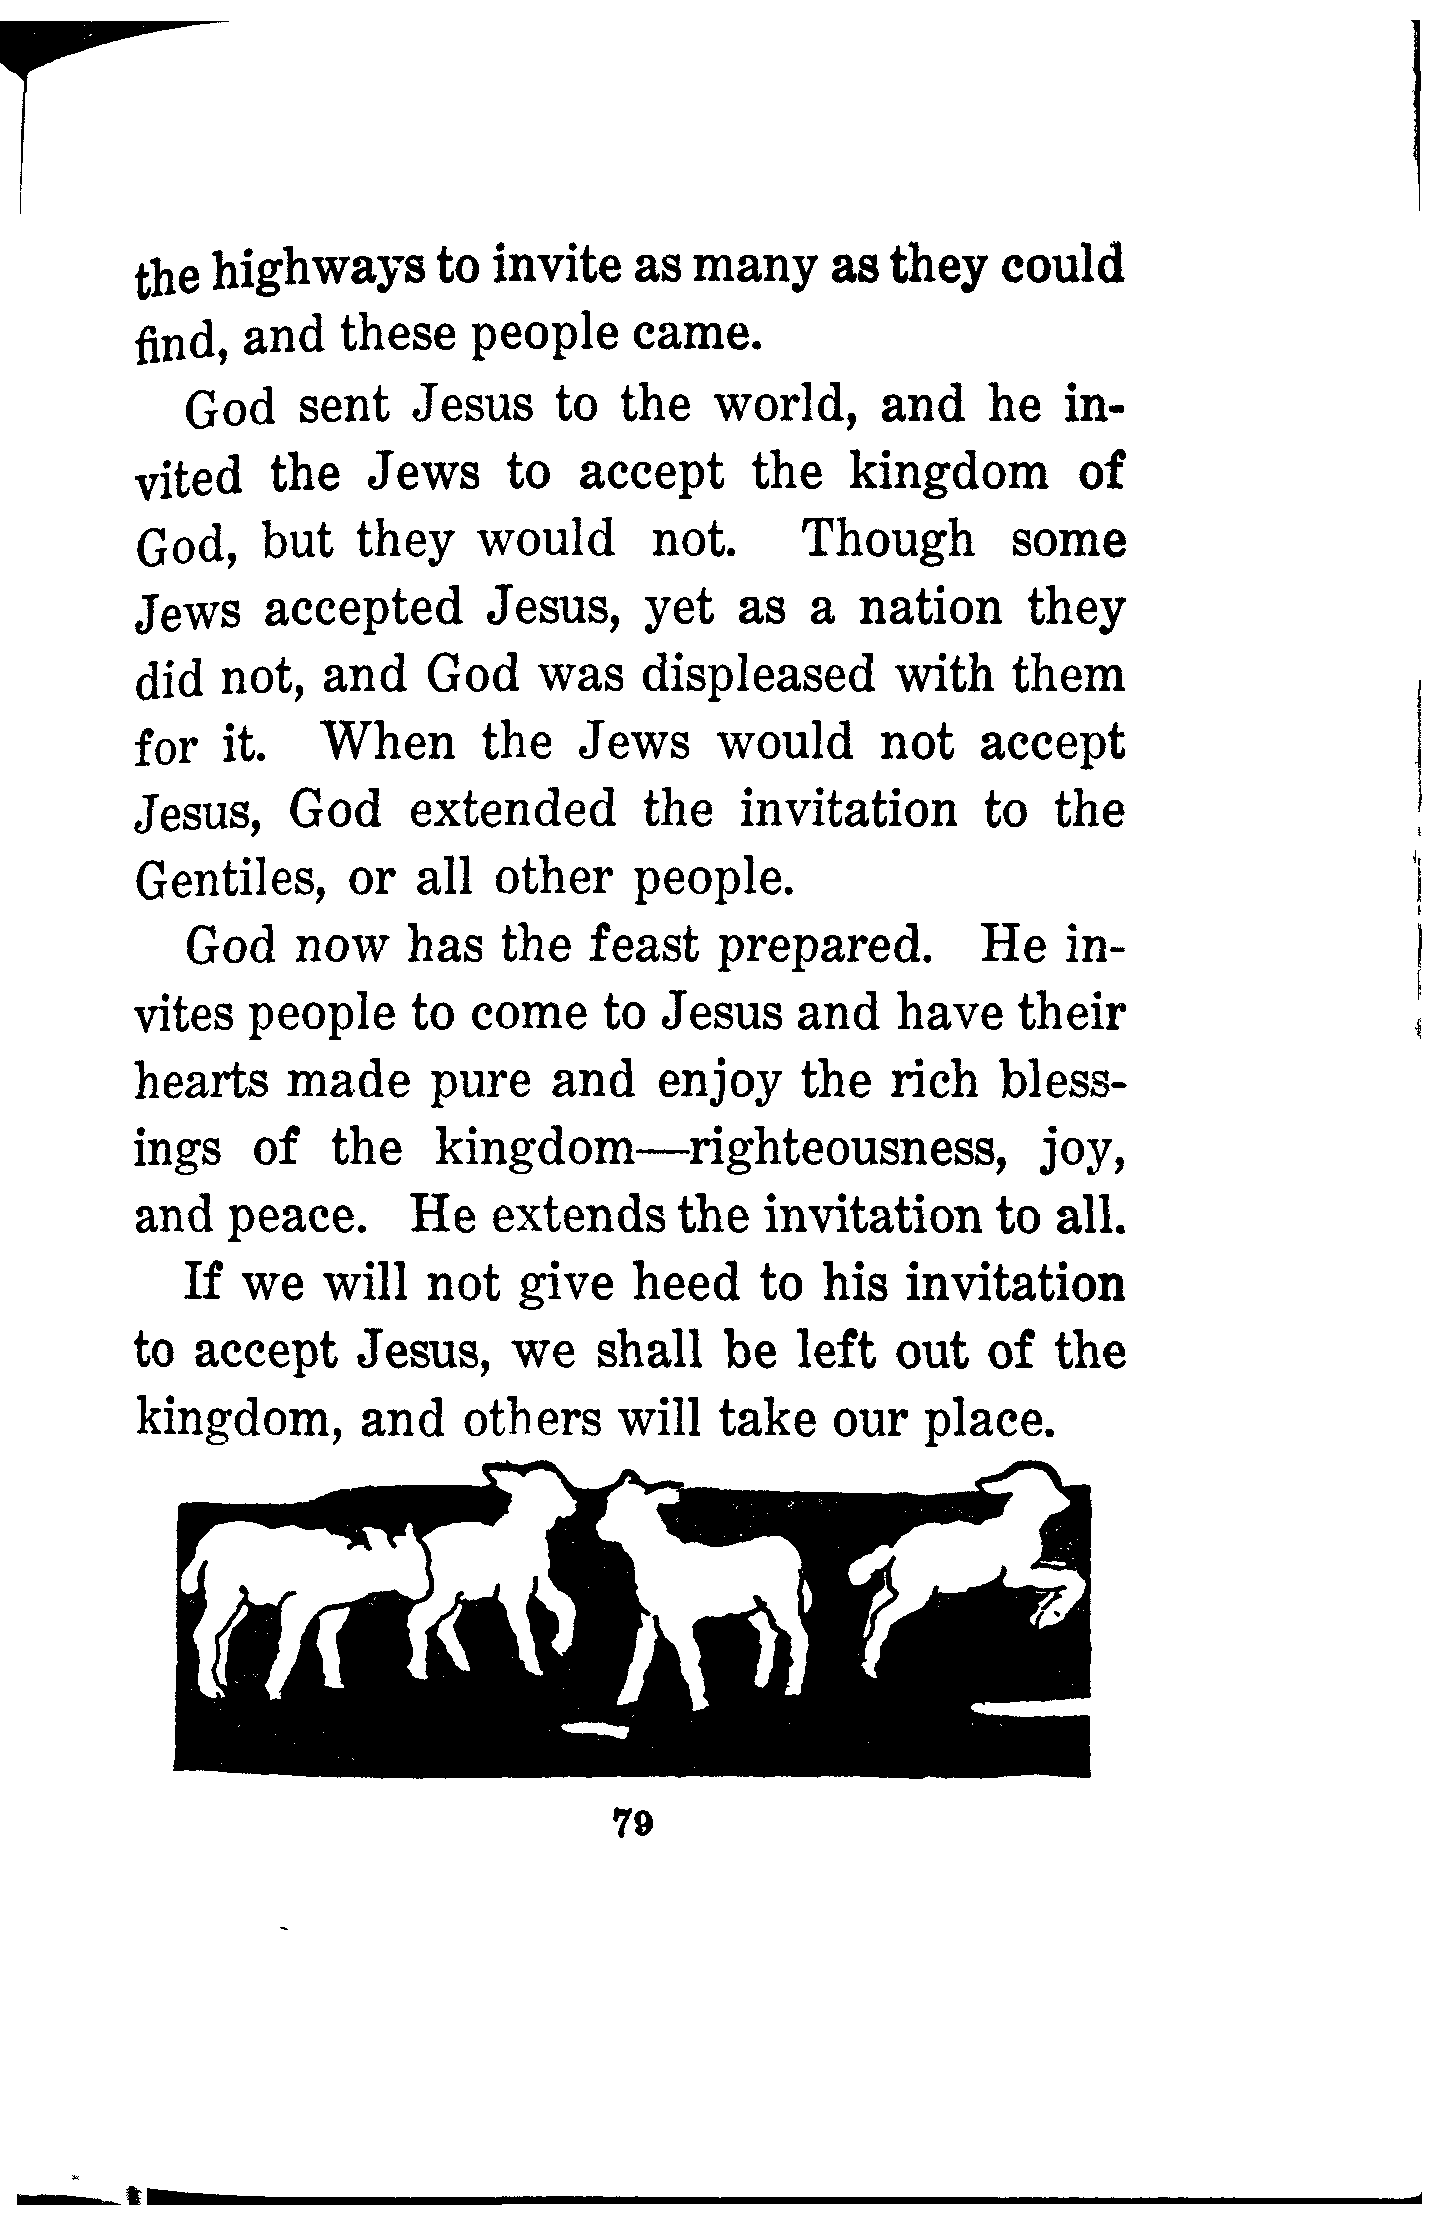 the highways to invite as many as they could
find, and these people came.
God sent Jesus to the world, and he in-
vited the Jews to accept the kingdom of
God, but they would not. Though some
Jews accepted Jesus, yet as a nation they
did not, and God was displeased with them
for it. When the Jews would not accept
Jesus, God extended the invitation to the
Gentiles, or all other people.
God now has the feast prepared. He in-
vites people to come to Jesus and have their
hearts made pure and enjoy the rich bless-
ings of the kingdom—righteousness, joy,
and peace. He extends the invitation to all.
If we will not give heed to his invitation
to accept Jesus, we shall be left out of the
kingdom, and others will take our place.
79